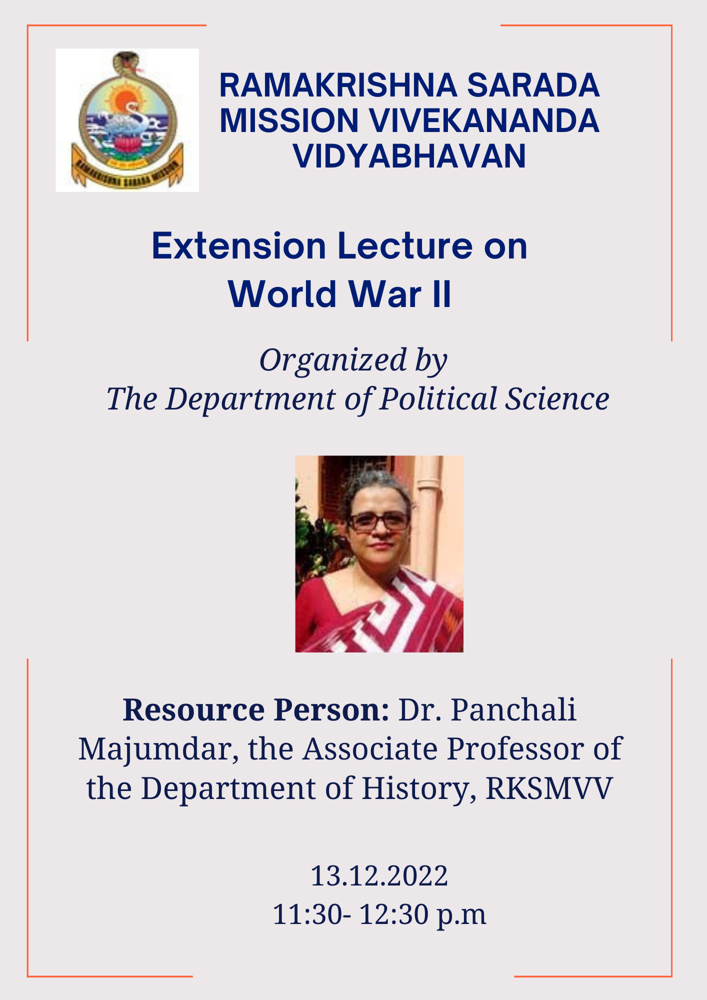 RAMAKRISHNA SARADA
MISSION VIVEKANANDA
VIDYABHAVAN
RAMAKRISHNA SARADA MISSION
Extension Lecture on
World War II
Organized by
The Department of Political Science
Resource Person: Dr. Panchali
Majumdar, the Associate Professor of
the Department of History, RKSMVV
13.12.2022
11:30- 12:30 p.m